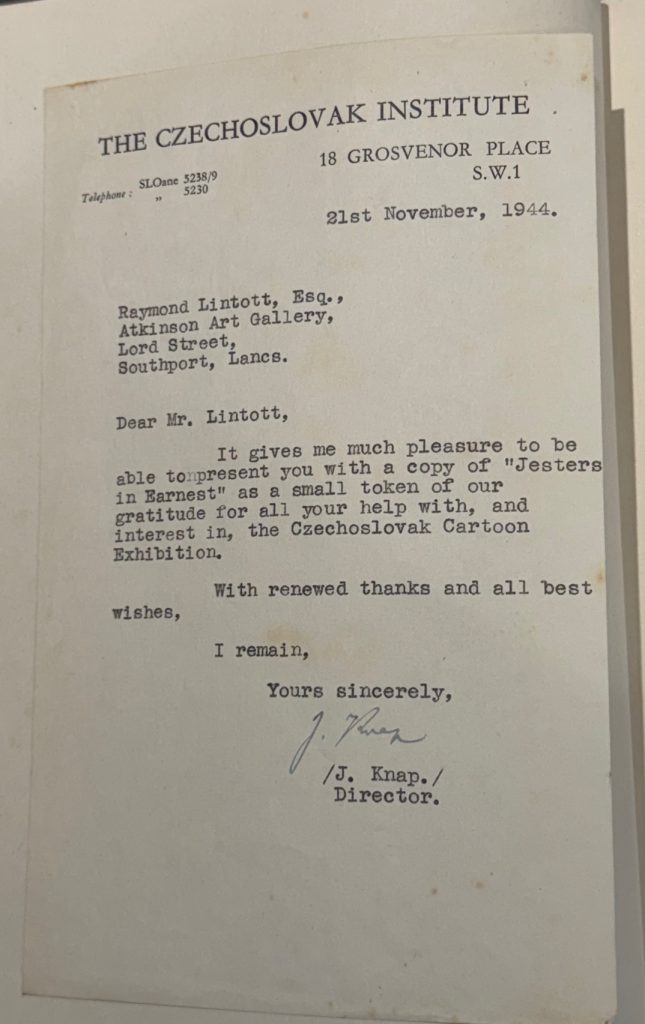 THE CZECHOSLOVAK INSTITUTE
18 GROSVENOR PLACE
S.W.1
Telephone: SLOane 5238/9
„ 5230
21st November, 1944.
Raymond Lintott, Esq.,
Atkinson Art Gallery,
Lord Street,
Southport, Lancs.
Dear Mr. Lintott,
It gives me much pleasure to be
able to present you with a copy of "Jesters
in Earnest" as a small token of our
gratitude for all your help with, and
interest in, the Czechoslovak Cartoon
Exhibition.
With renewed thanks and all best
wishes,
I remain,
Yours sincerely,
J. Knap
/J. Knap./
Director.